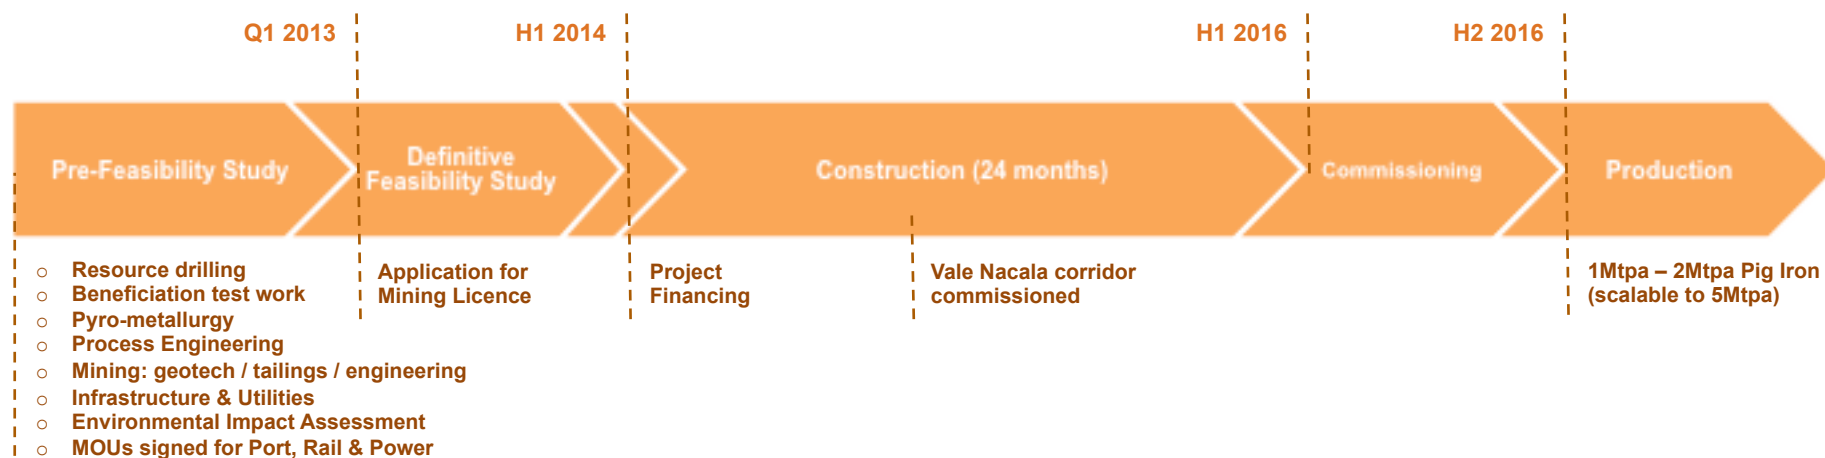 Q1 2013
H1 2014
H1 2016
H2 2016
Pre-Feasibility Study
Definitive
Feasibility Study
Construction (24 months)
Commissioning
Production
○ Resource drilling
○ Beneficiation test work
○ Pyro-metallurgy
○ Process Engineering
○ Mining: geotech / tailings / engineering
○ Infrastructure & Utilities
○ Environmental Impact Assessment
○ MOUs signed for Port, Rail & Power
Application for
Mining Licence
Project
Financing
Vale Nacala corridor
commissioned
1Mtpa – 2Mtpa Pig Iron
(scalable to 5Mtpa)